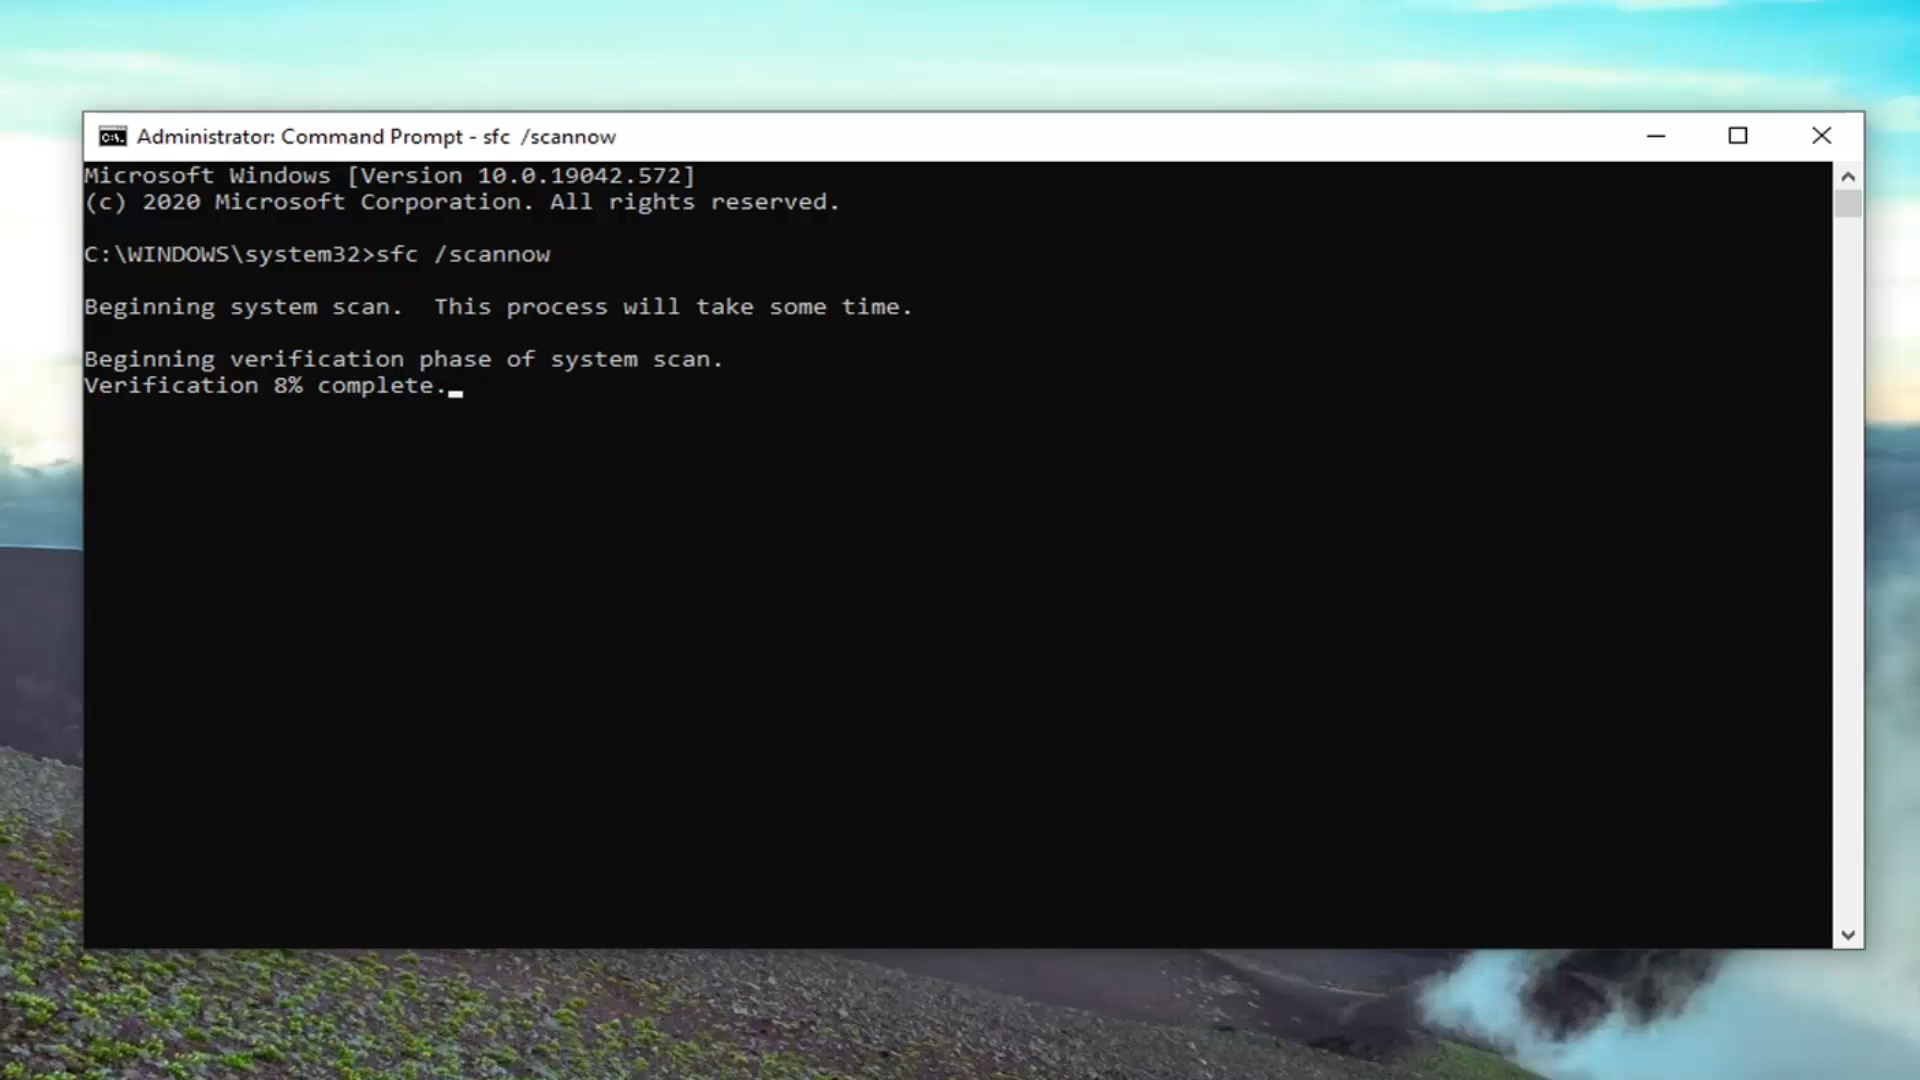 Administrator: Command Prompt - sfc  /scannow
Microsoft Windows [Version 10.0.19042.572]
(c) 2020 Microsoft Corporation. All rights reserved.
C:\WINDOWS\system32>sfc /scannow
Beginning system scan.  This process will take some time.
Beginning verification phase of system scan.
Verification 8% complete.